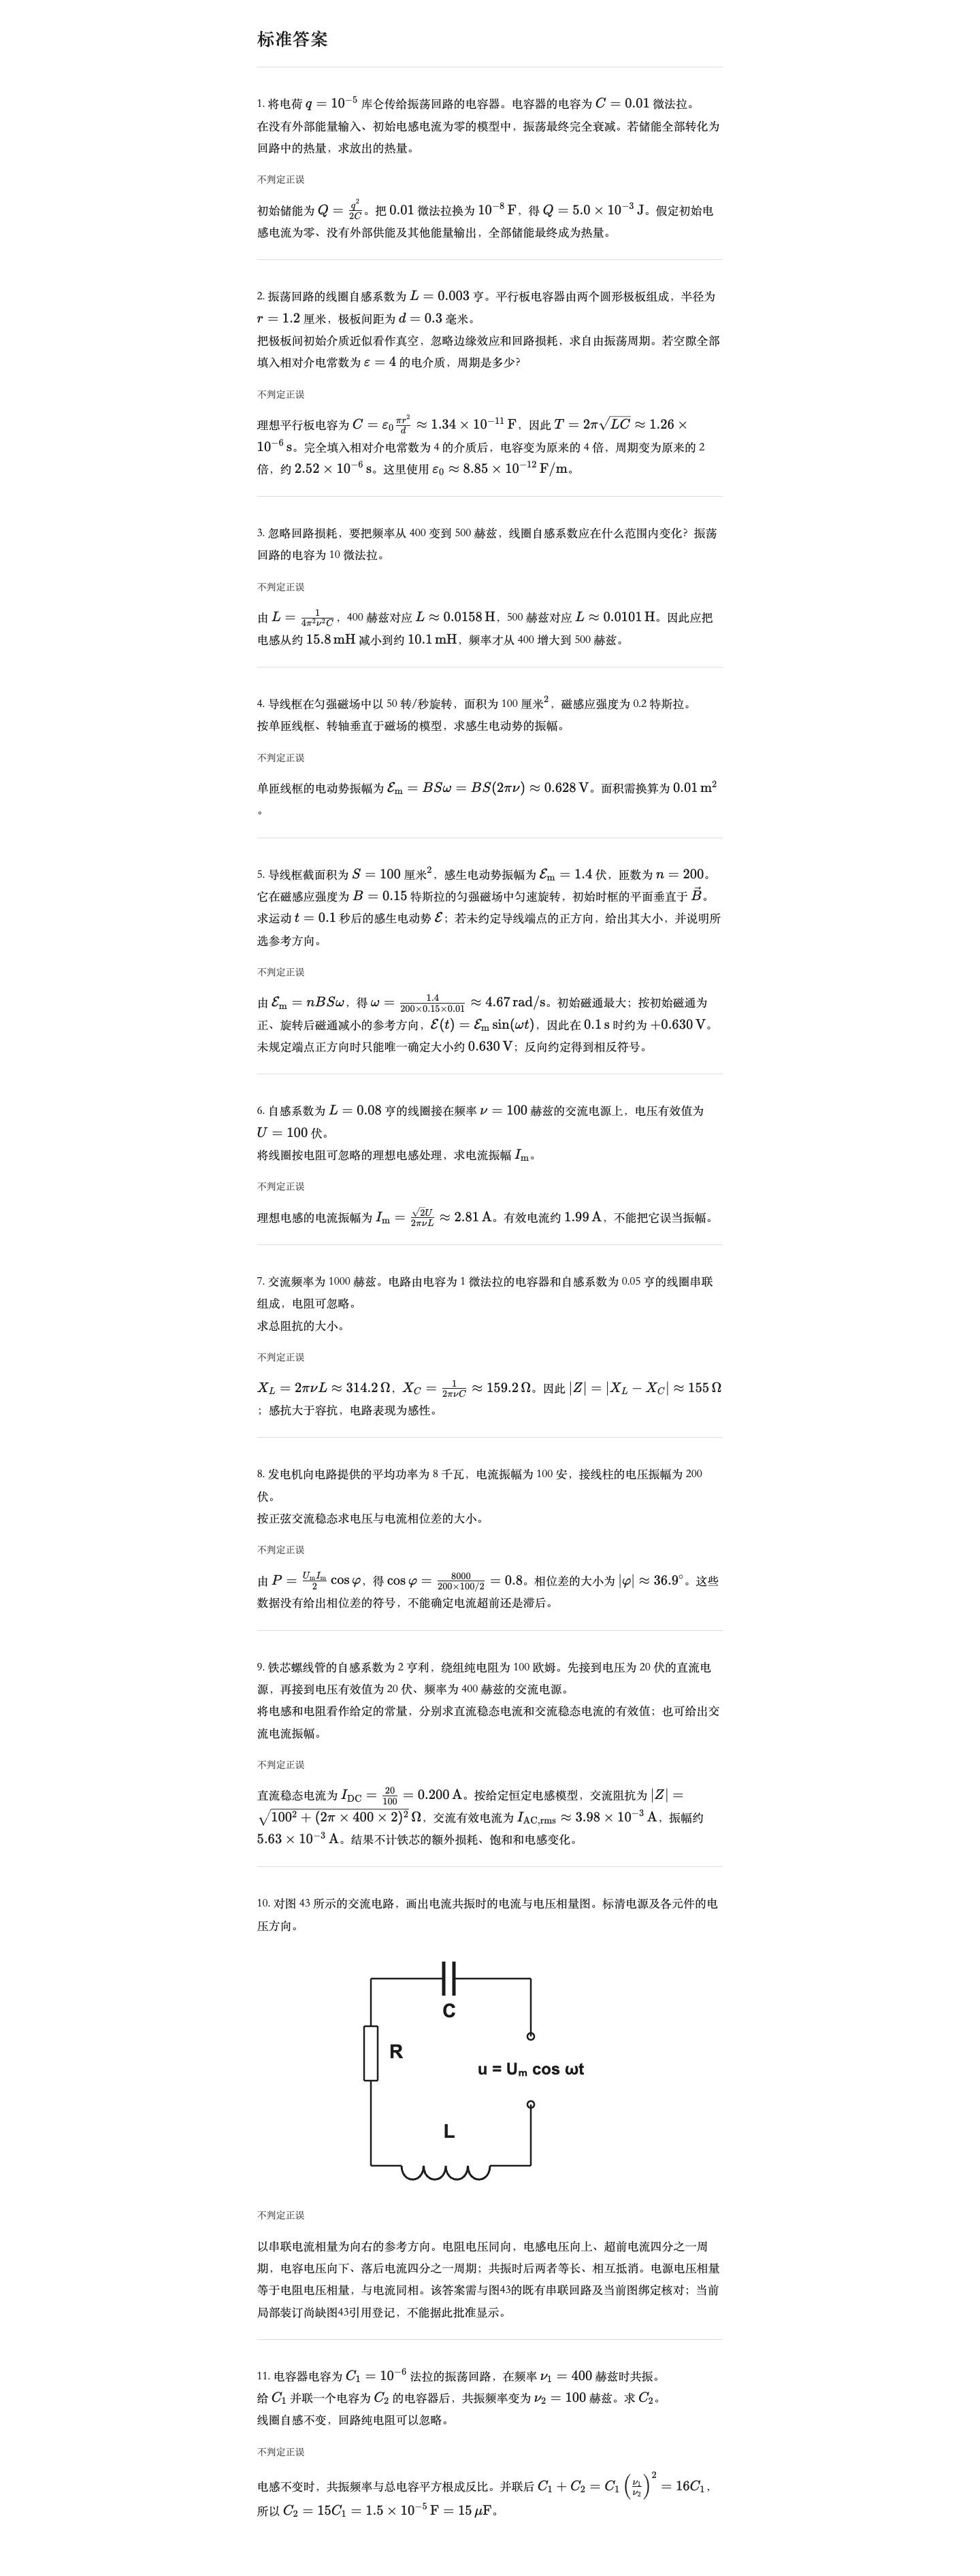 标准答案
1. 将电荷 q = 10⁻⁵ 库仑传给振荡回路的电容器。电容器的电容为 C = 0.01 微法拉。
在没有外部能量输入、初始电感电流为零的模型中，振荡最终完全衰减。若储能全部转化为
回路中的热量，求放出的热量。
不判定正误
初始储能为 Q = q²/2C。把 0.01 微法拉换为 10⁻⁸ F，得 Q = 5.0 × 10⁻³ J。假定初始电
感电流为零、没有外部供能及其他能量输出，全部储能最终成为热量。
2. 振荡回路的线圈自感系数为 L = 0.003 亨。平行板电容器由两个圆形极板组成，半径为
r = 1.2 厘米，极板间距为 d = 0.3 毫米。
把极板间初始介质近似看作真空，忽略边缘效应和回路损耗，求自由振荡周期。若空隙全部
填入相对介电常数为 ε = 4 的电介质，周期是多少？
不判定正误
理想平行板电容为 C = ε₀ πr²/d ≈ 1.34 × 10⁻¹¹ F，因此 T = 2π√LC ≈ 1.26 ×
10⁻⁶ s。完全填入相对介电常数为 4 的介质后，电容变为原来的 4 倍，周期变为原来的 2
倍，约 2.52 × 10⁻⁶ s。这里使用 ε₀ ≈ 8.85 × 10⁻¹² F/m。
3. 忽略回路损耗，要把频率从 400 变到 500 赫兹，线圈自感系数应在什么范围内变化？振荡
回路的电容为 10 微法拉。
不判定正误
由 L = 1/4π²ν²C，400 赫兹对应 L ≈ 0.0158 H，500 赫兹对应 L ≈ 0.0101 H。因此应把
电感从约 15.8 mH 减小到约 10.1 mH，频率才从 400 增大到 500 赫兹。
4. 导线框在匀强磁场中以 50 转/秒旋转，面积为 100 厘米²，磁感应强度为 0.2 特斯拉。
按单匝线框、转轴垂直于磁场的模型，求感生电动势的振幅。
不判定正误
单匝线框的电动势振幅为 ℰm = BSω = BS(2πν) ≈ 0.628 V。面积需换算为 0.01 m²
。
5. 导线框截面积为 S = 100 厘米²，感生电动势振幅为 ℰm = 1.4 伏，匝数为 n = 200。
它在磁感应强度为 B = 0.15 特斯拉的匀强磁场中匀速旋转，初始时框的平面垂直于 B⃗。
求运动 t = 0.1 秒后的感生电动势 ℰ；若未约定导线端点的正方向，给出其大小，并说明所
选参考方向。
不判定正误
由 ℰm = nBSω，得 ω = 1.4/200×0.15×0.01 ≈ 4.67 rad/s。初始磁通最大；按初始磁通为
正、旋转后磁通减小的参考方向，ℰ(t) = ℰm sin(ωt)，因此在 0.1 s 时约为 +0.630 V。
未规定端点正方向时只能唯一确定大小约 0.630 V；反向约定得到相反符号。
6. 自感系数为 L = 0.08 亨的线圈接在频率 ν = 100 赫兹的交流电源上，电压有效值为
U = 100 伏。
将线圈按电阻可忽略的理想电感处理，求电流振幅 Im。
不判定正误
理想电感的电流振幅为 Im = √2U/2πνL ≈ 2.81 A。有效电流约 1.99 A，不能把它误当振幅。
7. 交流频率为 1000 赫兹。电路由电容为 1 微法拉的电容器和自感系数为 0.05 亨的线圈串联
组成，电阻可忽略。
求总阻抗的大小。
不判定正误
X_L = 2πνL ≈ 314.2 Ω，X_C = 1/2πνC ≈ 159.2 Ω。因此 |Z| = |X_L − X_C| ≈ 155 Ω
；感抗大于容抗，电路表现为感性。
8. 发电机向电路提供的平均功率为 8 千瓦，电流振幅为 100 安，接线柱的电压振幅为 200
伏。
按正弦交流稳态求电压与电流相位差的大小。
不判定正误
由 P = UmIm/2 cos φ，得 cos φ = 8000/200×100/2 = 0.8。相位差的大小为 |φ| ≈ 36.9°。这些
数据没有给出相位差的符号，不能确定电流超前还是滞后。
9. 铁芯螺线管的自感系数为 2 亨利，绕组纯电阻为 100 欧姆。先接到电压为 20 伏的直流电
源，再接到电压有效值为 20 伏、频率为 400 赫兹的交流电源。
将电感和电阻看作给定的常量，分别求直流稳态电流和交流稳态电流的有效值；也可给出交
流电流振幅。
不判定正误
直流稳态电流为 I_DC = 20/100 = 0.200 A。按给定恒定电感模型，交流阻抗为 |Z| =
√100² + (2π × 400 × 2)² Ω，交流有效电流为 I_AC,rms ≈ 3.98 × 10⁻³ A，振幅约
5.63 × 10⁻³ A。结果不计铁芯的额外损耗、饱和和电感变化。
10. 对图 43 所示的交流电路，画出电流共振时的电流与电压相量图。标清电源及各元件的电
压方向。
C
R
u = Um cos ωt
L
不判定正误
以串联电流相量为向右的参考方向。电阻电压同向，电感电压向上、超前电流四分之一周
期，电容电压向下、落后电流四分之一周期；共振时后两者等长、相互抵消。电源电压相量
等于电阻电压相量，与电流同相。该答案需与图43的既有串联回路及当前图绑定核对；当前
局部装订尚缺图43引用登记，不能据此批准显示。
11. 电容器电容为 C₁ = 10⁻⁶ 法拉的振荡回路，在频率 ν₁ = 400 赫兹时共振。
给 C₁ 并联一个电容为 C₂ 的电容器后，共振频率变为 ν₂ = 100 赫兹。求 C₂。
线圈自感不变，回路纯电阻可以忽略。
不判定正误
电感不变时，共振频率与总电容平方根成反比。并联后 C₁ + C₂ = C₁ (ν₁/ν₂)² = 16C₁，
所以 C₂ = 15C₁ = 1.5 × 10⁻⁵ F = 15 μF。